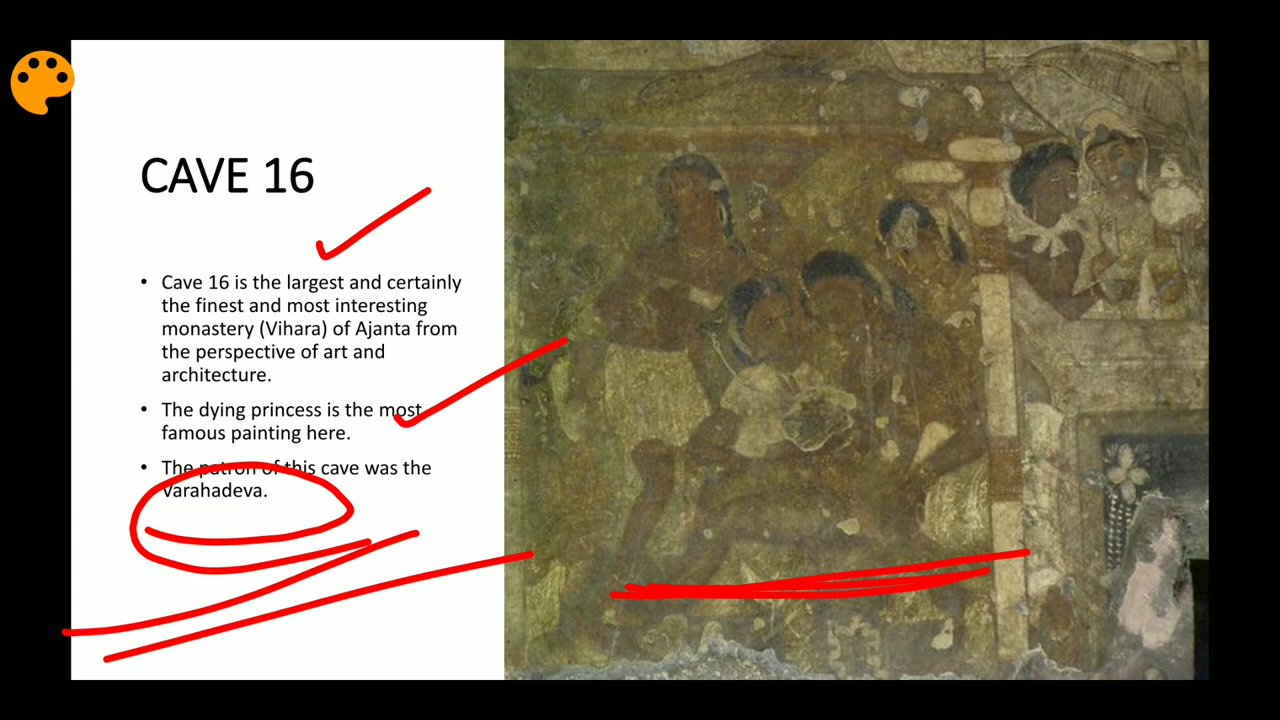 CAVE 16
• Cave 16 is the largest and certainly
the finest and most interesting
monastery (Vihara) of Ajanta from
the perspective of art and
architecture.
• The dying princess is the most
famous painting here.
• The patron of this cave was the
Varahadeva.